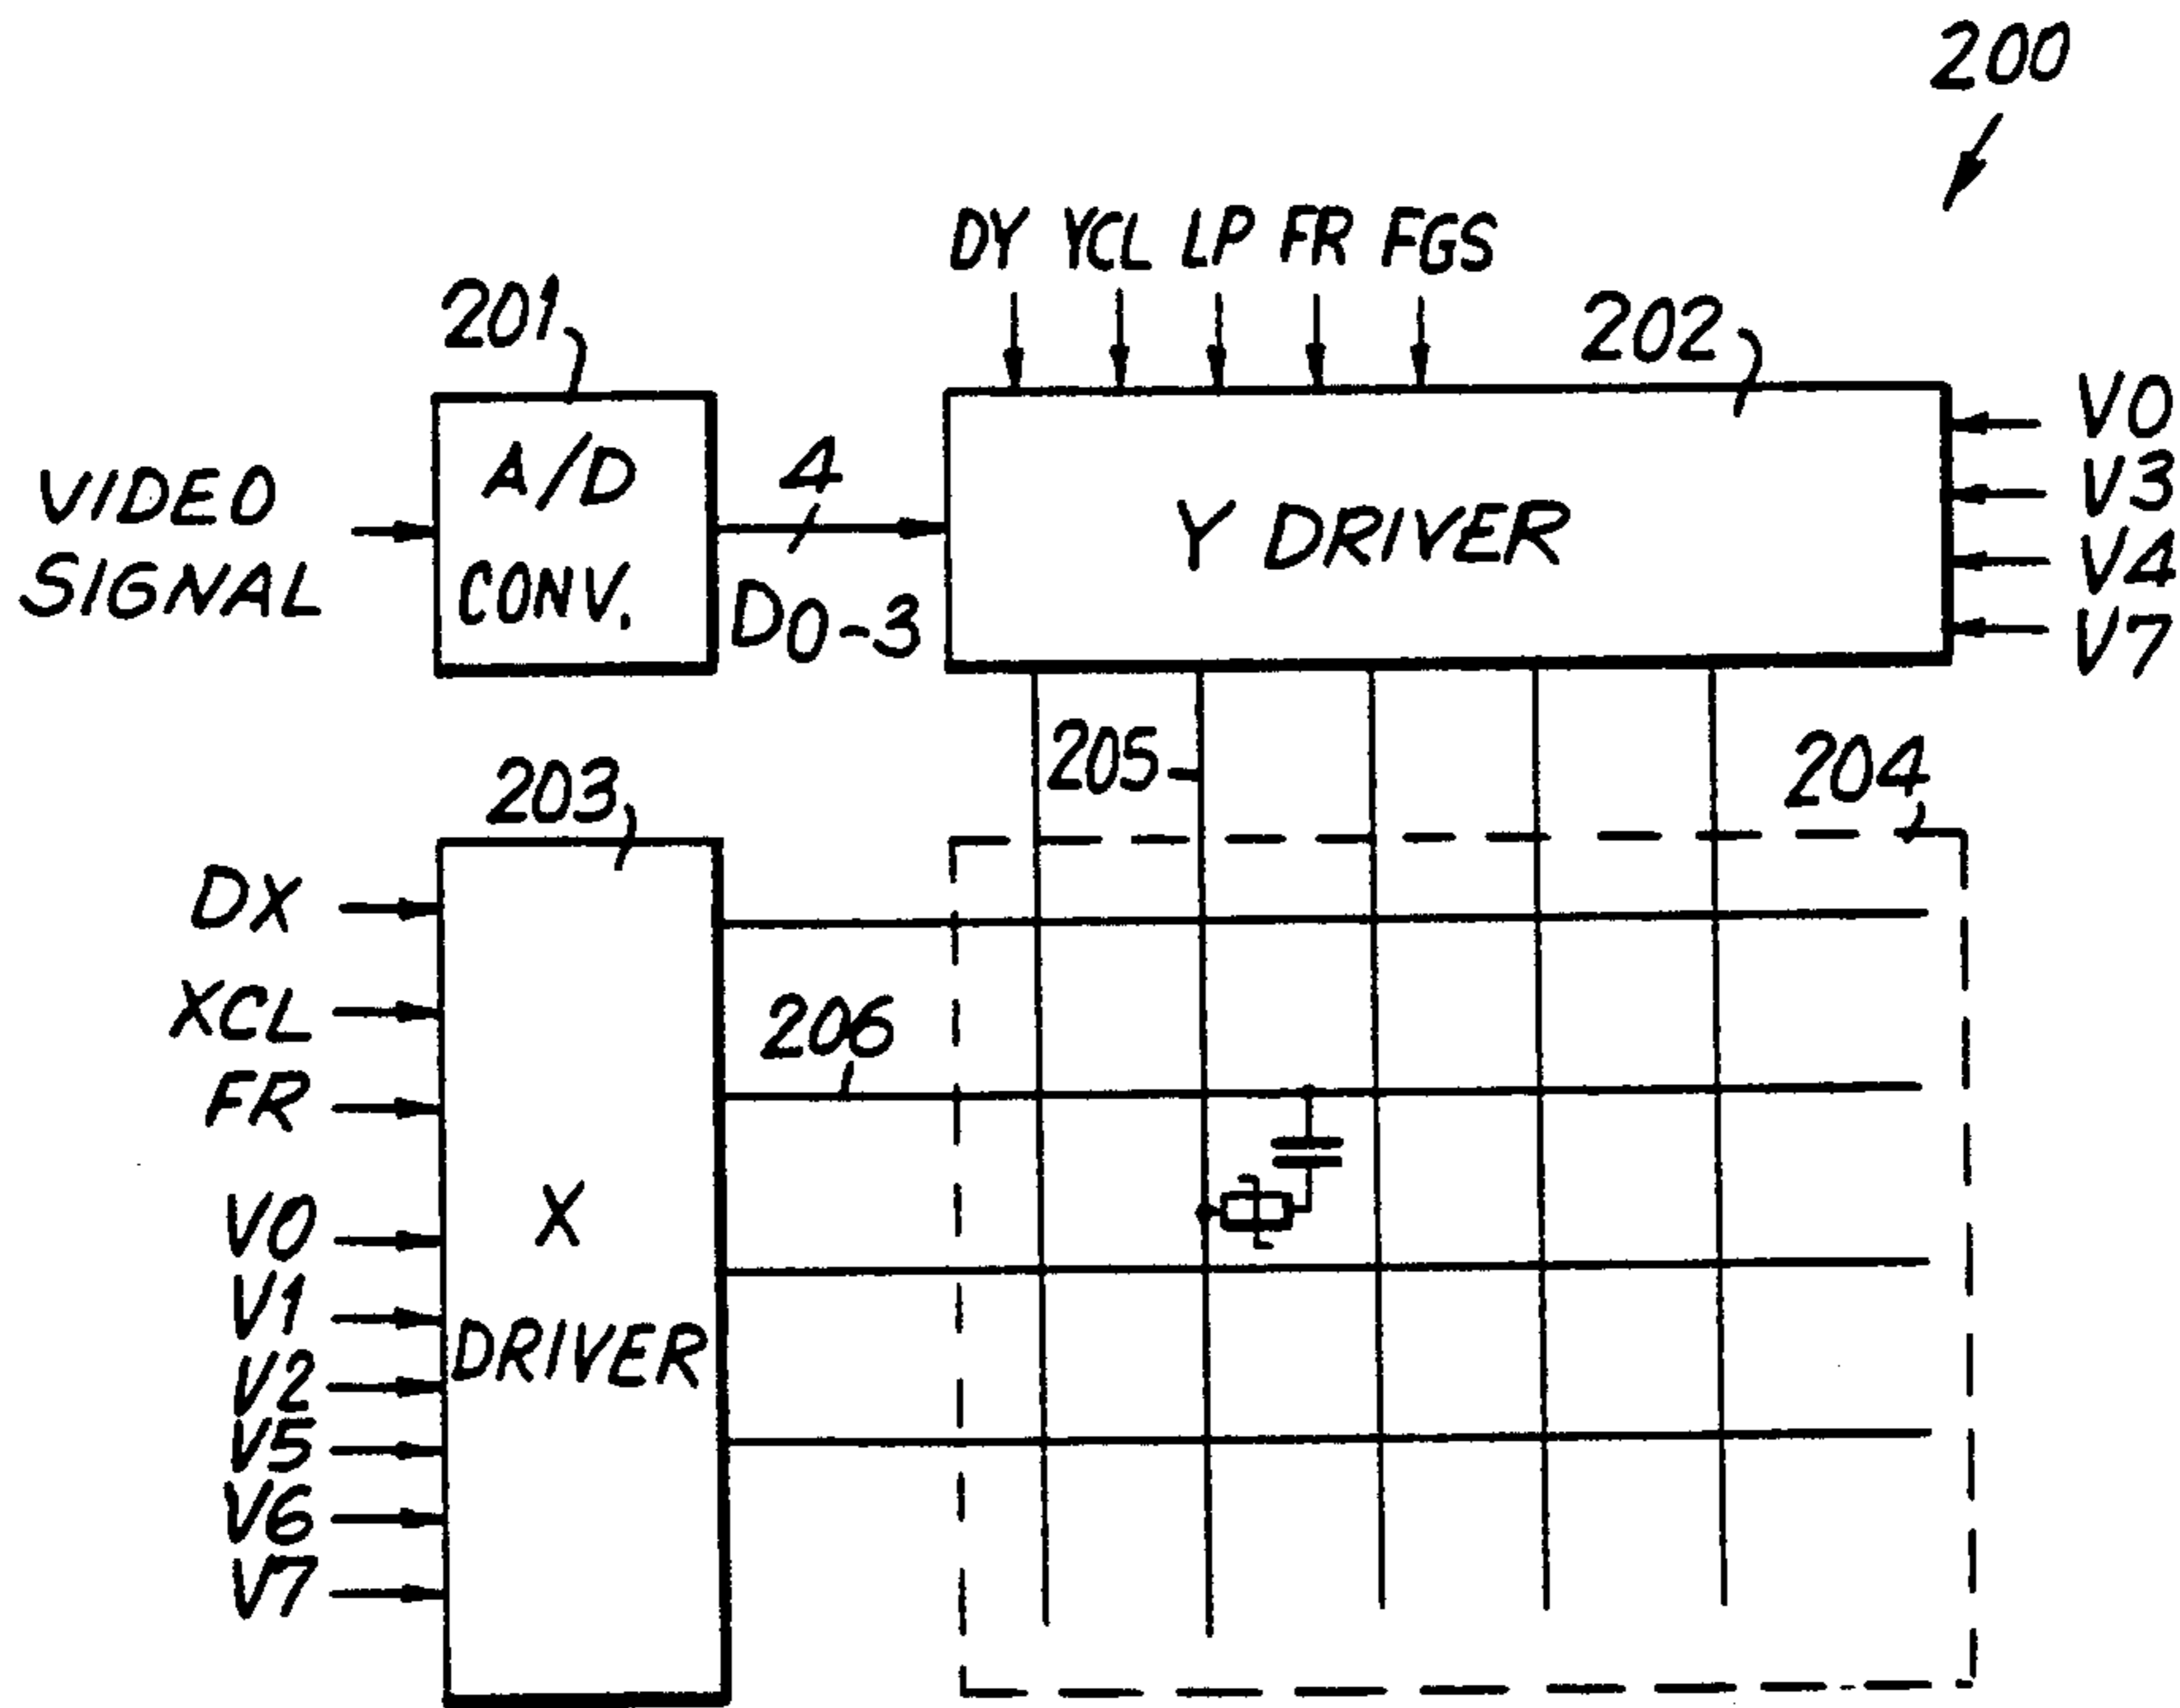 200
DY YCL LP FR FGS
201
202
A/D
CONV.
VIDEO
SIGNAL
4
D0-3
Y DRIVER
V0
V3
V4
V7
205
204
203
DX
XCL
FR
206
V0
V1
V2
V5
V6
V7
X
DRIVER